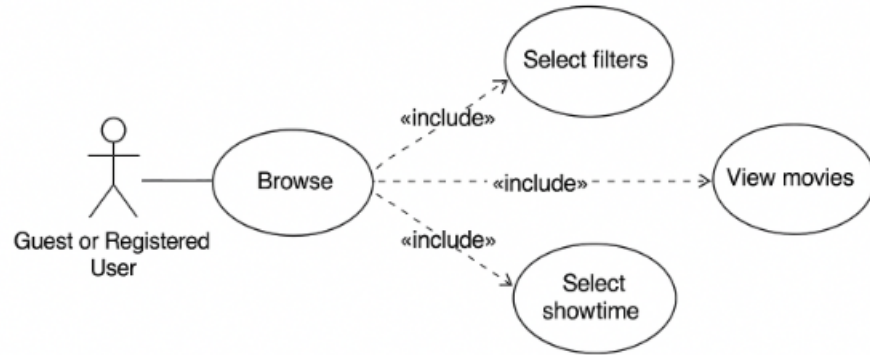 Select filters
«include»
Browse
«include»
View movies
Guest or Registered
User
«include»
Select
showtime